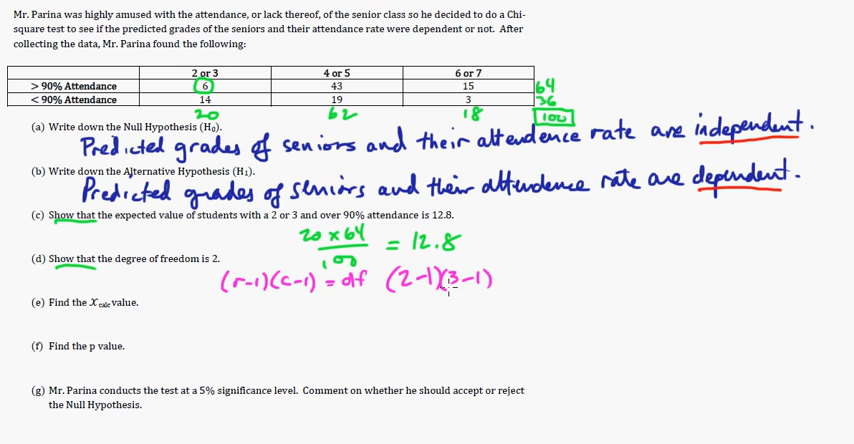 Mr. Parina was highly amused with the attendance, or lack thereof, of the senior class so he decided to do a Chi-
square test to see if the predicted grades of the seniors and their attendance rate were dependent or not. After
collecting the data, Mr. Parina found the following:
2 or 3 4 or 5 6 or 7
> 90% Attendance 6 43 15 64
< 90% Attendance 14 19 3 36
20 62 18 100
(a) Write down the Null Hypothesis (H₀).
Predicted grades of seniors and their attendence rate are independent.
(b) Write down the Alternative Hypothesis (H₁).
Predicted grades of seniors and their attendence rate are dependent.
(c) Show that the expected value of students with a 2 or 3 and over 90% attendance is 12.8.
20 × 64
= 12.8
100
(d) Show that the degree of freedom is 2.
(r-1)(c-1) = df (2-1)(3-1)
(e) Find the X calc value.
(f) Find the p value.
(g) Mr. Parina conducts the test at a 5% significance level. Comment on whether he should accept or reject
the Null Hypothesis.